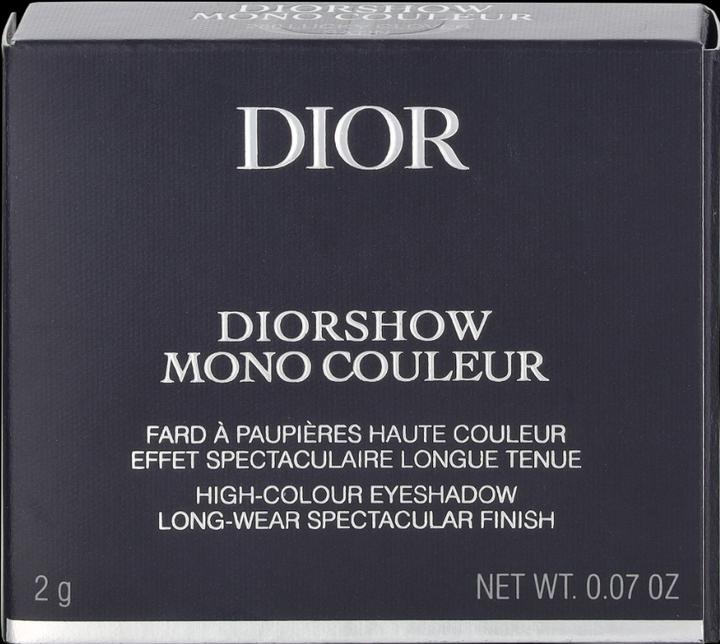 DIORSHOW
MONO COULEUR
DIOR
DIORSHOW
MONO COULEUR
FARD À PAUPIÈRES HAUTE COULEUR
EFFET SPECTACULAIRE LONGUE TENUE
HIGH-COLOUR EYESHADOW
LONG-WEAR SPECTACULAR FINISH
2 g
NET WT. 0.07 OZ